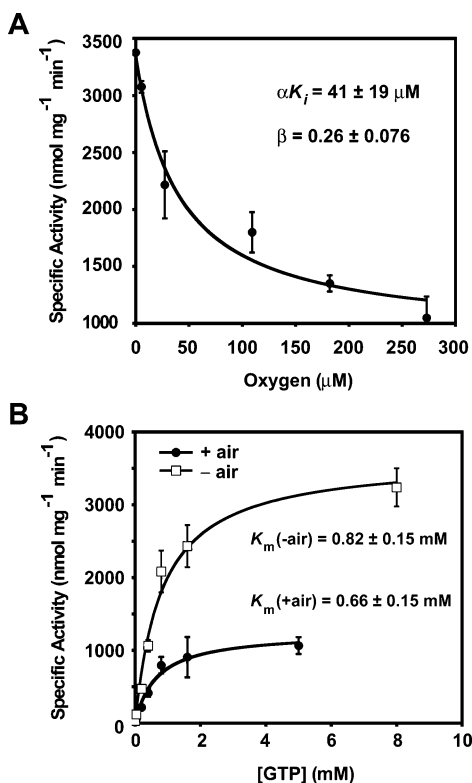 A
Specific Activity (nmol mg⁻¹ min⁻¹)
3500
3000
2500
2000
1500
1000
αKᵢ = 41 ± 19 μM
β = 0.26 ± 0.076
0 50 100 150 200 250 300
Oxygen (μM)
B
Specific Activity (nmol mg⁻¹ min⁻¹)
4000
3000
2000
1000
0
+ air
– air
Kₘ(-air) = 0.82 ± 0.15 mM
Kₘ(+air) = 0.66 ± 0.15 mM
0 2 4 6 8 10
[GTP] (mM)